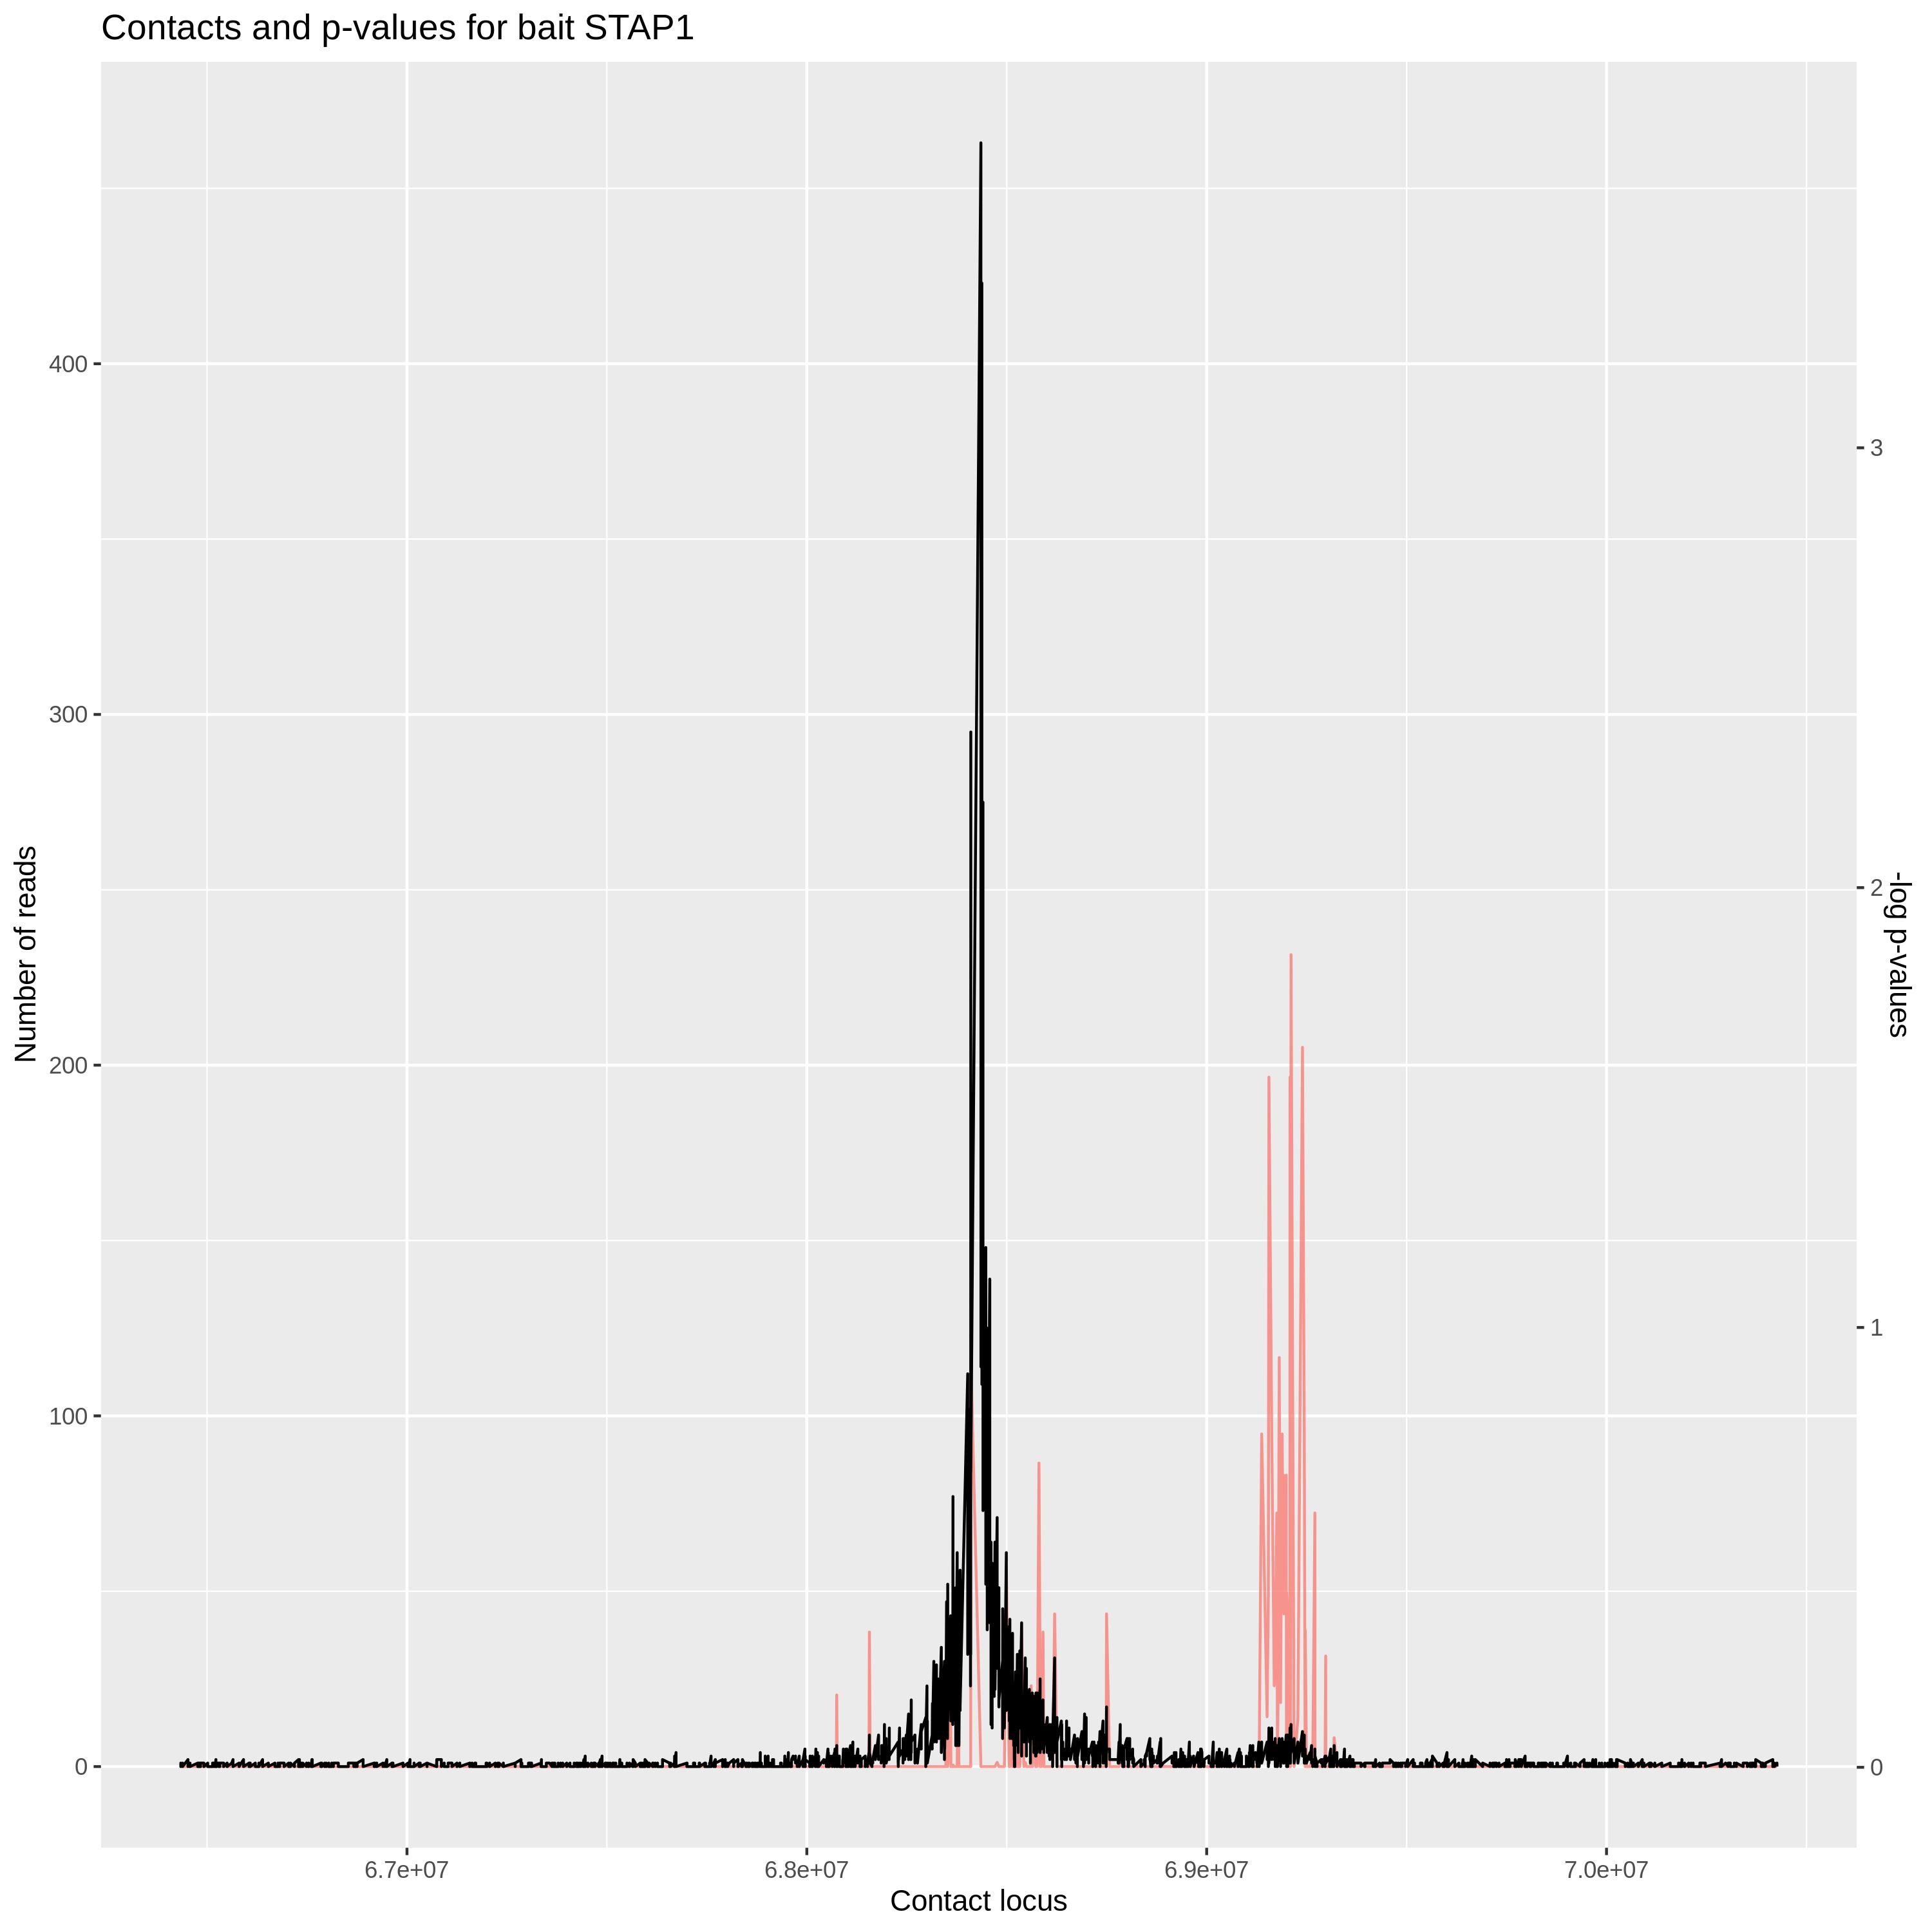 Contacts and p-values for bait STAP1
400
300
200
100
0
Number of reads
3
2
1
0
-log p-values
6.7e+07
6.8e+07
6.9e+07
7.0e+07
Contact locus